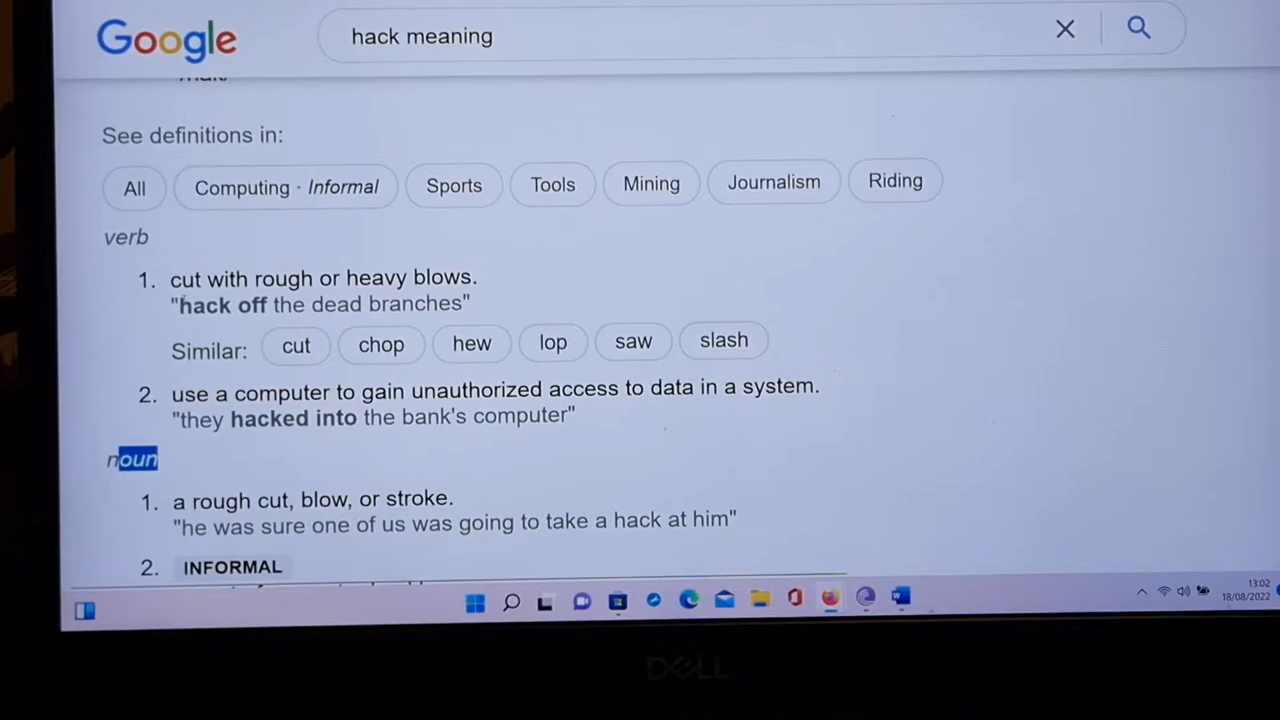 Google
hack meaning
See definitions in:
All Computing · Informal Sports Tools Mining Journalism Riding
verb
1. cut with rough or heavy blows.
"hack off the dead branches"
Similar: cut chop hew lop saw slash
2. use a computer to gain unauthorized access to data in a system.
"they hacked into the bank's computer"
noun
1. a rough cut, blow, or stroke.
"he was sure one of us was going to take a hack at him"
2. INFORMAL
13:02
18/08/2022
DELL